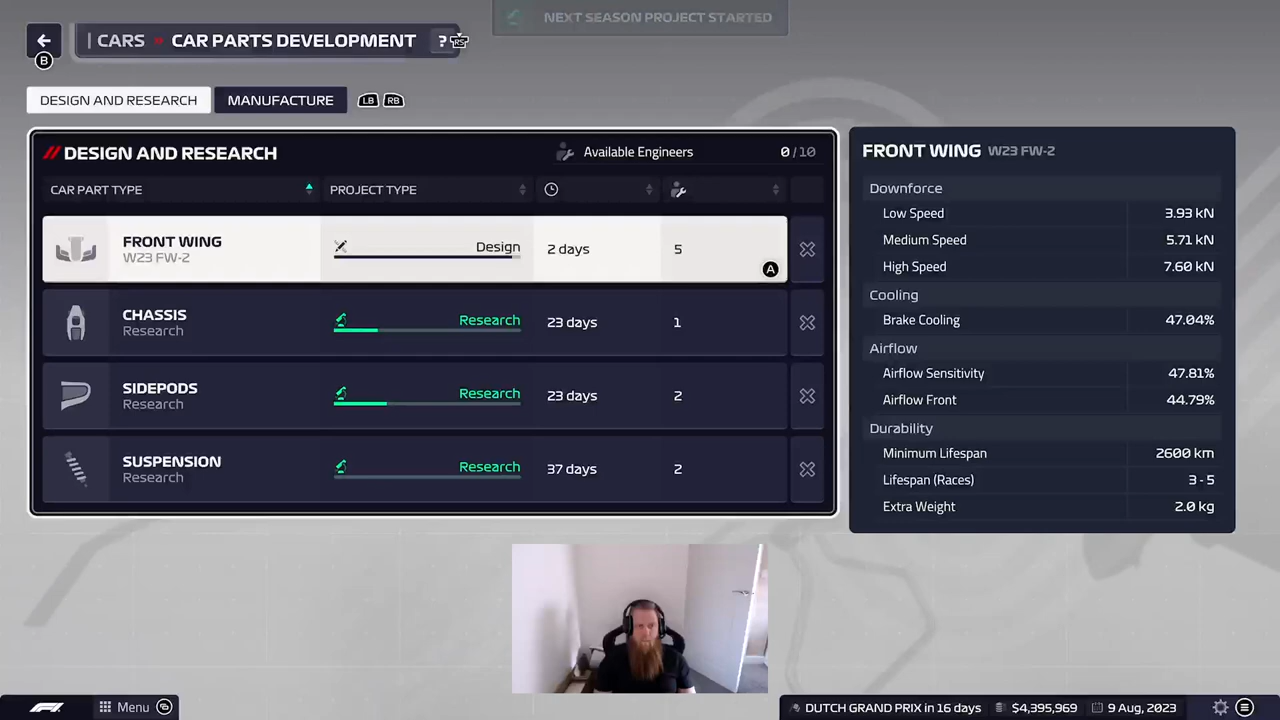 NEXT SEASON PROJECT STARTED
CARS » CAR PARTS DEVELOPMENT ? RS
B
DESIGN AND RESEARCH MANUFACTURE LB RB
DESIGN AND RESEARCH Available Engineers 0/10
CAR PART TYPE PROJECT TYPE
FRONT WING Design 2 days 5
W23 FW-2
A
CHASSIS Research 23 days 1
Research
SIDEPODS Research 23 days 2
Research
SUSPENSION Research 37 days 2
Research
FRONT WING W23 FW-2
Downforce
Low Speed 3.93 kN
Medium Speed 5.71 kN
High Speed 7.60 kN
Cooling
Brake Cooling 47.04%
Airflow
Airflow Sensitivity 47.81%
Airflow Front 44.79%
Durability
Minimum Lifespan 2600 km
Lifespan (Races) 3 - 5
Extra Weight 2.0 kg
F1 Menu DUTCH GRAND PRIX in 16 days $4,395,969 9 Aug, 2023